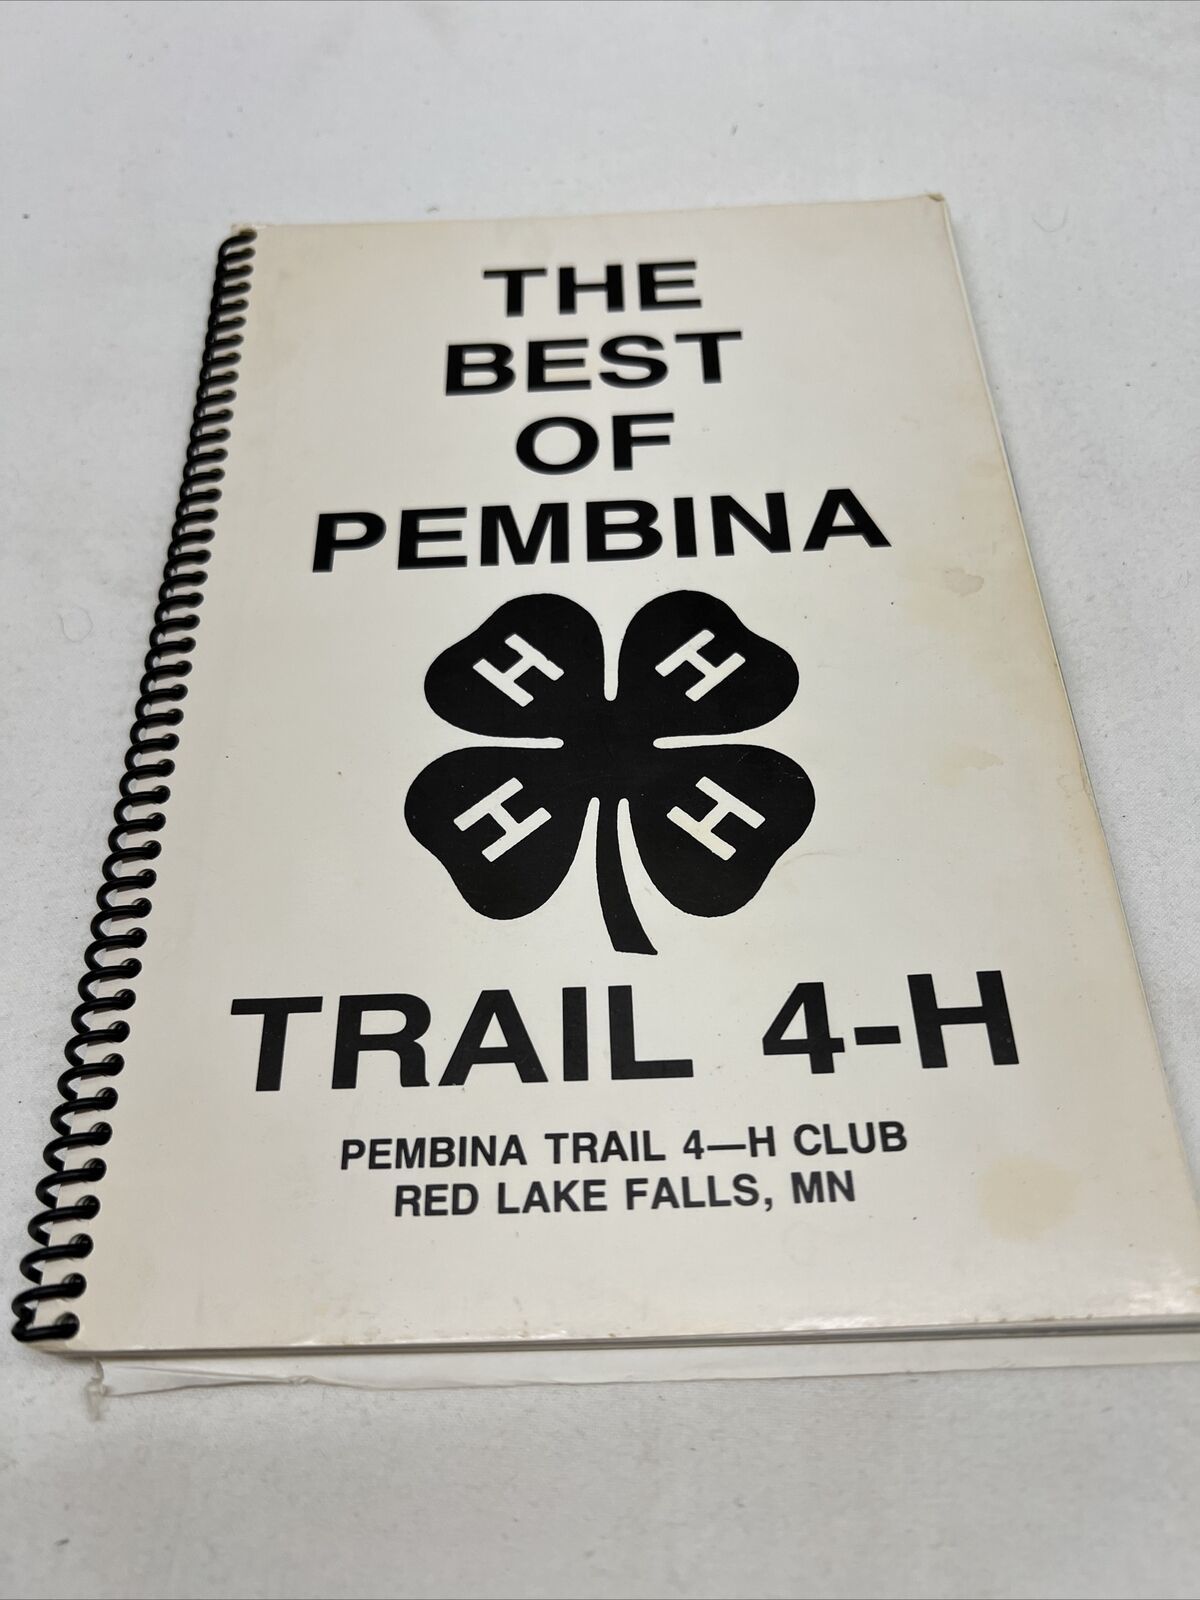 THE
BEST
OF
PEMBINA
H H
H H
TRAIL 4-H
PEMBINA TRAIL 4—H CLUB
RED LAKE FALLS, MN